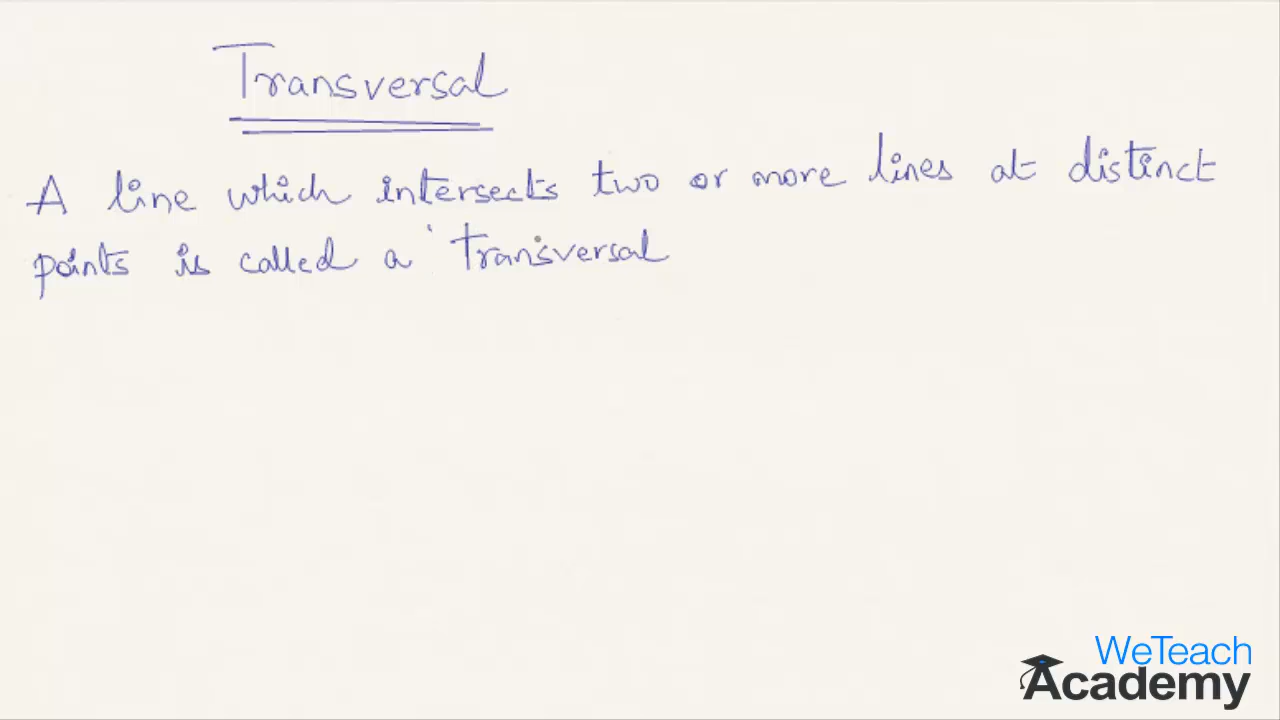 Transversal
A line which intersects two or more lines at distinct
points is called a transversal
WeTeach
Academy